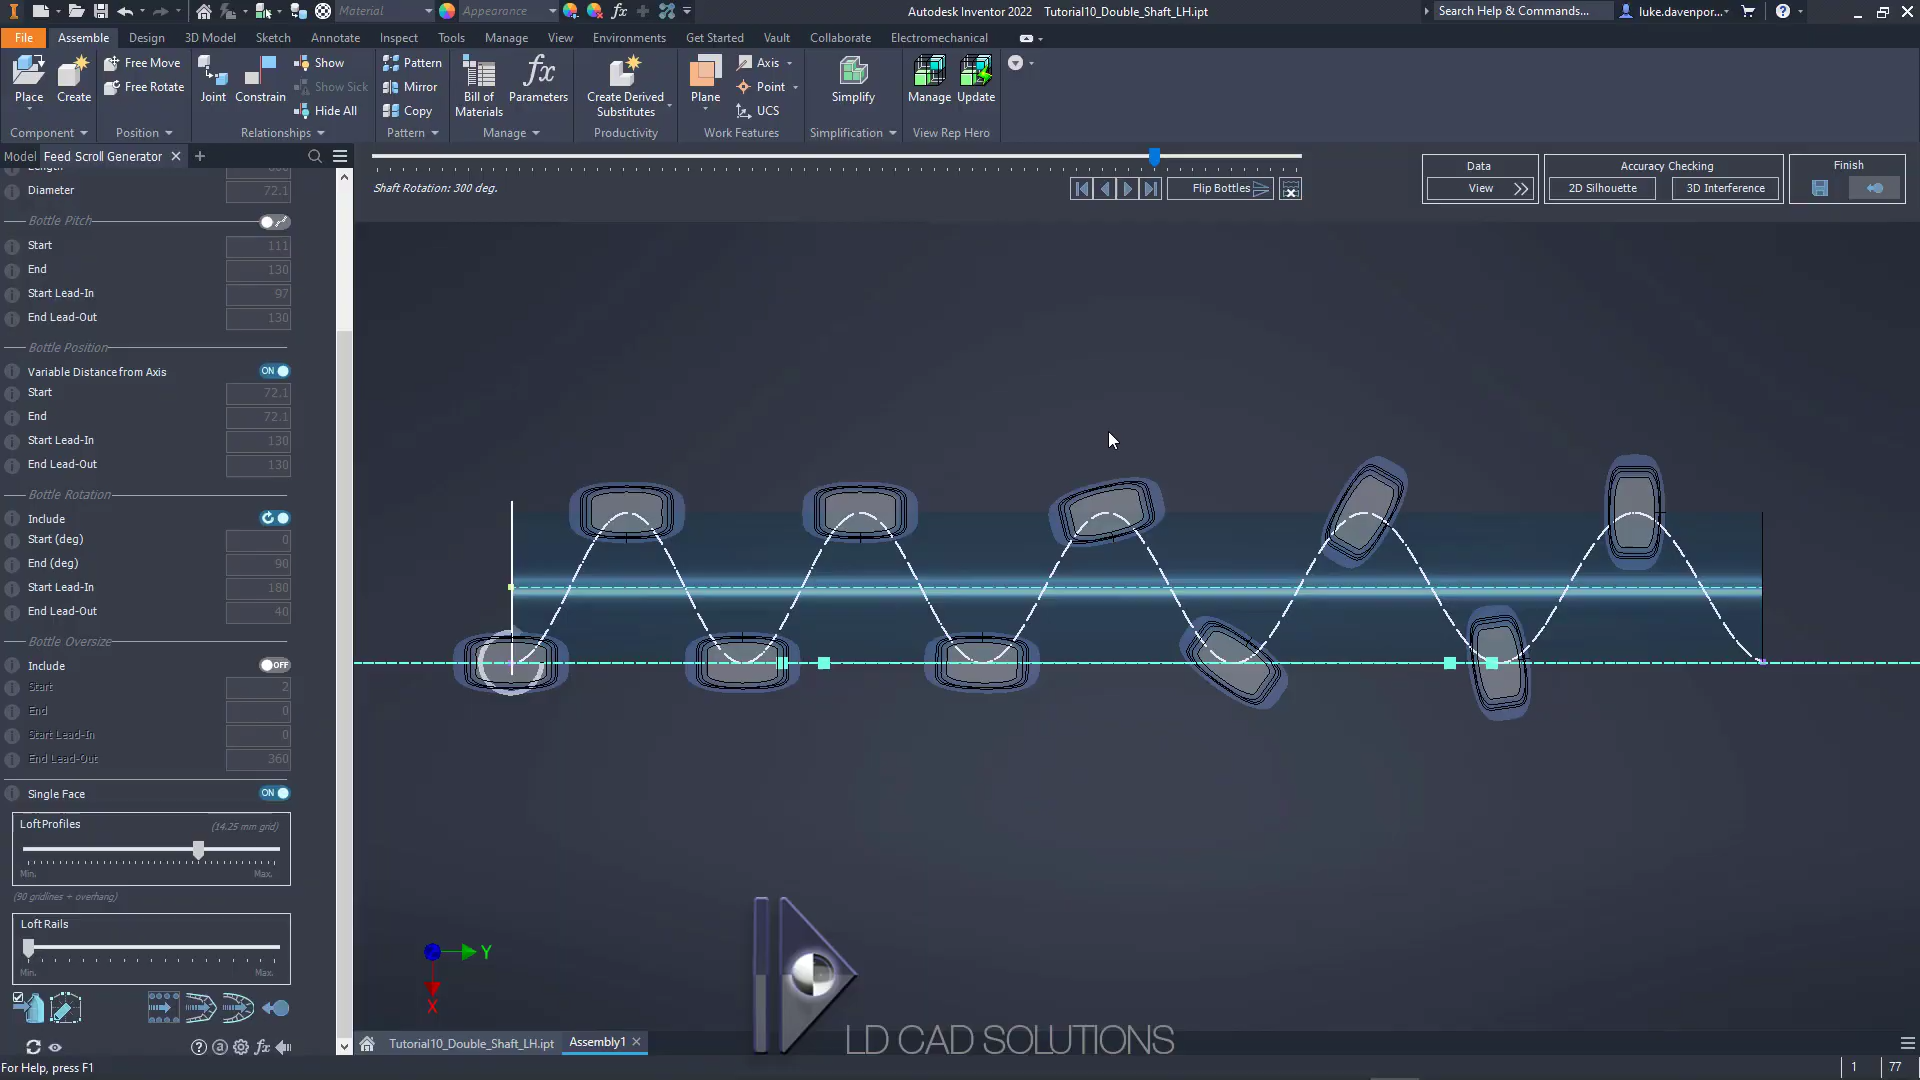 Material
Appearance
fx
Autodesk Inventor 2022 Tutorial10_Double_Shaft_LH.ipt
Search Help & Commands...
luke.davenpor...
File
Assemble
Design
3D Model
Sketch
Annotate
Inspect
Tools
Manage
View
Environments
Get Started
Vault
Collaborate
Electromechanical
Place
Create
Free Move
Free Rotate
Joint
Constrain
Show
Show Sick
Hide All
Pattern
Mirror
Copy
Bill of
Materials
fx
Parameters
Create Derived
Substitutes
Plane
Axis
Point
UCS
Simplify
Manage
Update
Component
Position
Relationships
Pattern
Manage
Productivity
Work Features
Simplification
View Rep Hero
Model
Feed Scroll Generator
Diameter 72.1
Bottle Pitch
Start 111
End 130
Start Lead-In 97
End Lead-Out 130
Bottle Position
Variable Distance from Axis ON
Start 72.1
End 72.1
Start Lead-In 130
End Lead-Out 130
Bottle Rotation
Include
Start (deg) 0
End (deg) 90
Start Lead-In 180
End Lead-Out 40
Bottle Oversize
Include OFF
Start 2
End 0
Start Lead-In 0
End Lead-Out 360
Single Face ON
Loft Profiles (14.25 mm grid)
Min. Max.
(90 gridlines + overhang)
Loft Rails
Min. Max.
Shaft Rotation: 300 deg.
Flip Bottles
Data
View
Accuracy Checking
2D Silhouette
3D Interference
Finish
Y
X
LD CAD SOLUTIONS
Tutorial10_Double_Shaft_LH.ipt
Assembly1
For Help, press F1
1
77